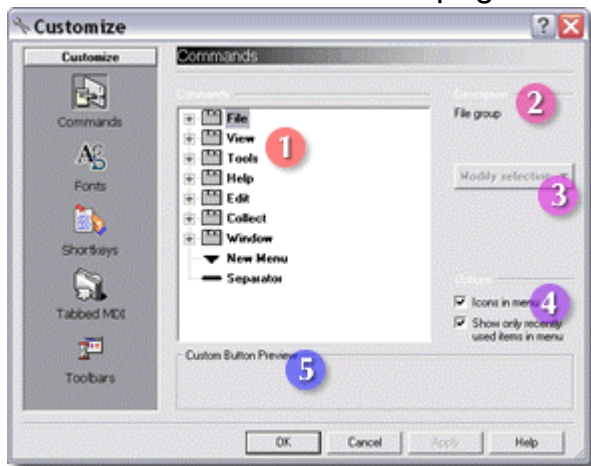 Customize
Customize
Commands
Fonts
Shortkeys
Tabbed MDI
Toolbars
Commands
Commands
File
View
Tools
Help
Edit
Collect
Window
New Menu
Separator
1
Description
2
File group
Modify selection
3
Options
4
Icons in menu
Show only recently
used items in menu
Custom Button Preview
5
OK
Cancel
Apply
Help